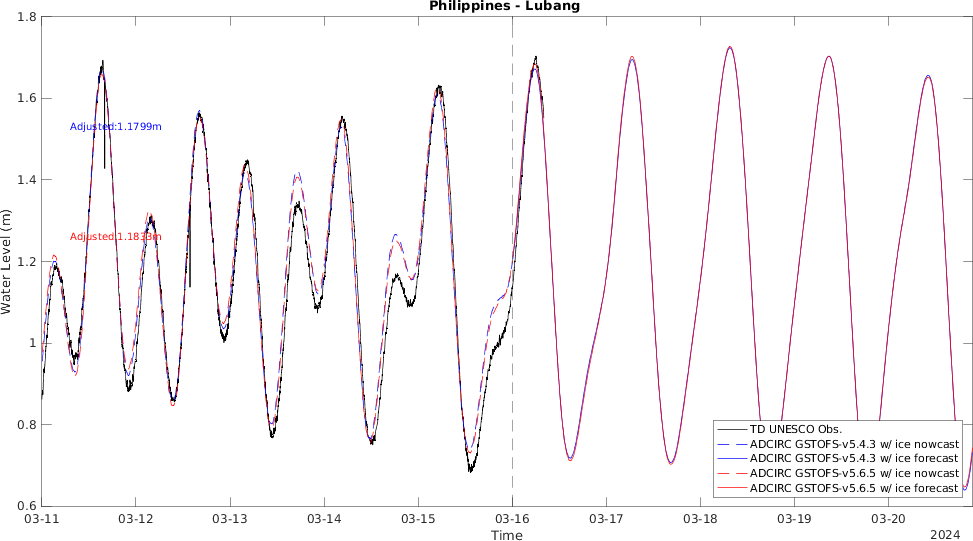 Philippines - Lubang
1.8
1.6
1.4
1.2
1
0.8
0.6
Water Level (m)
Adjusted:1.1799m
Adjusted:1.1833m
TD UNESCO Obs.
ADCIRC GSTOFS-v5.4.3 w/ ice nowcast
ADCIRC GSTOFS-v5.4.3 w/ ice forecast
ADCIRC GSTOFS-v5.6.5 w/ ice nowcast
ADCIRC GSTOFS-v5.6.5 w/ ice forecast
03-11 03-12 03-13 03-14 03-15 03-16 03-17 03-18 03-19 03-20
Time
2024